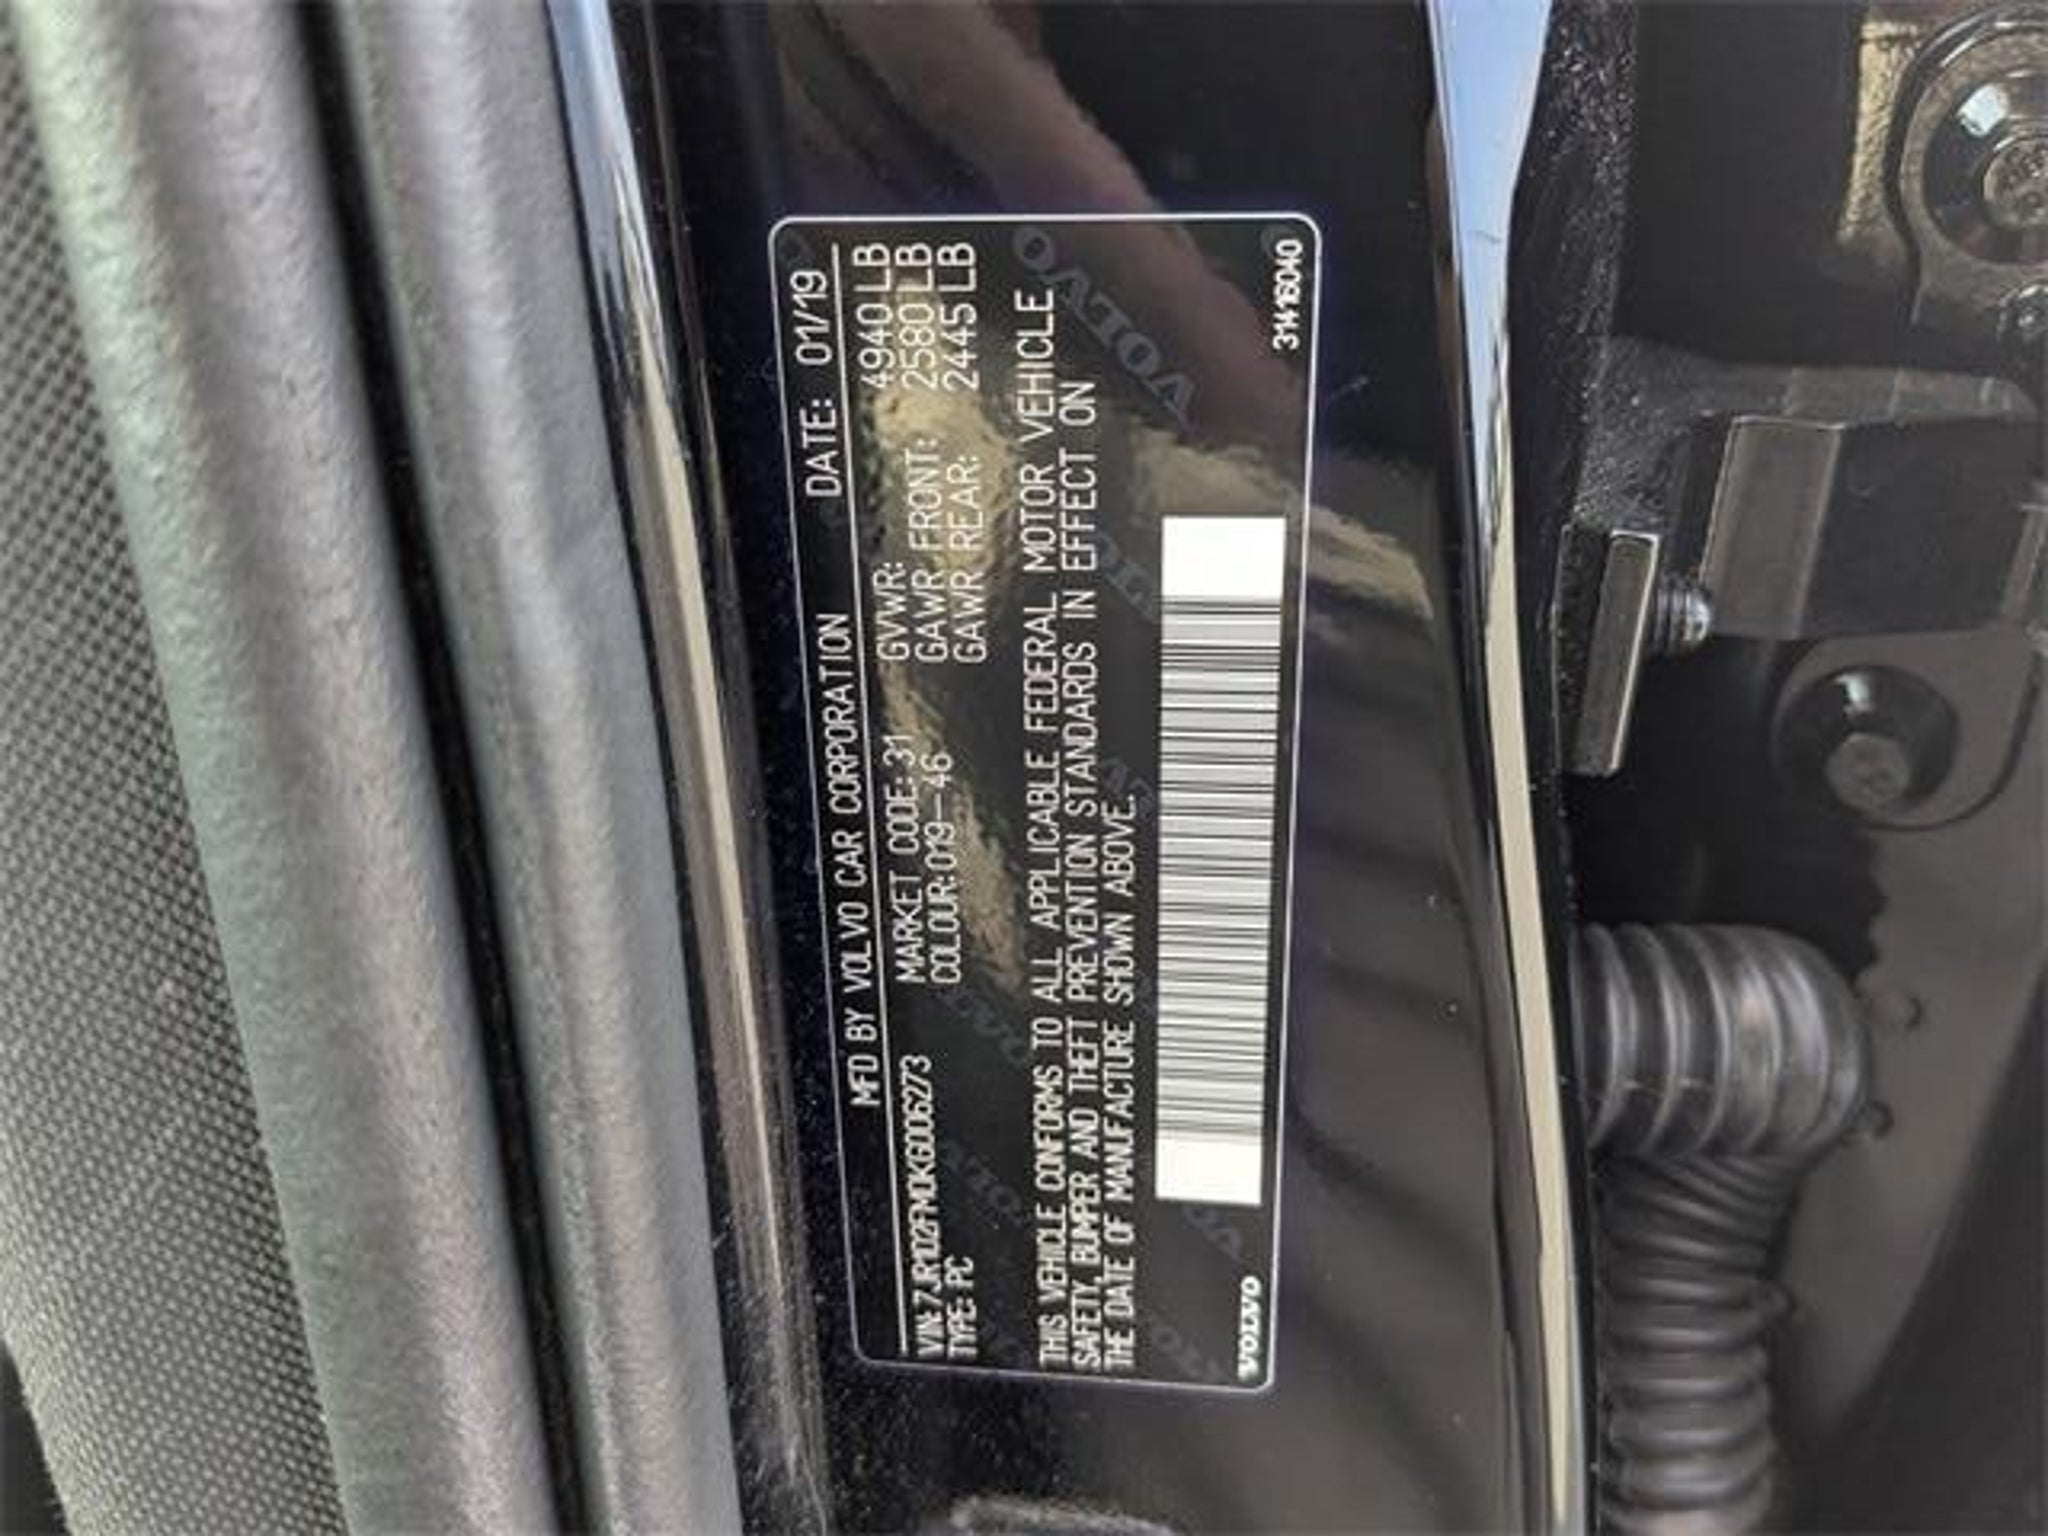 MFD BY VOLVO CAR CORPORATION DATE: 01/19
VIN: 7JR102FM0KG006273 MARKET CODE: 31 GVWR: 4940 LB
TYPE: PC COLOUR: 019-46 GAWR FRONT: 2580 LB
GAWR REAR: 2445 LB
THIS VEHICLE CONFORMS TO ALL APPLICABLE FEDERAL MOTOR VEHICLE
SAFETY, BUMPER AND THEFT PREVENTION STANDARDS IN EFFECT ON
THE DATE OF MANUFACTURE SHOWN ABOVE.
VOLVO 31416040